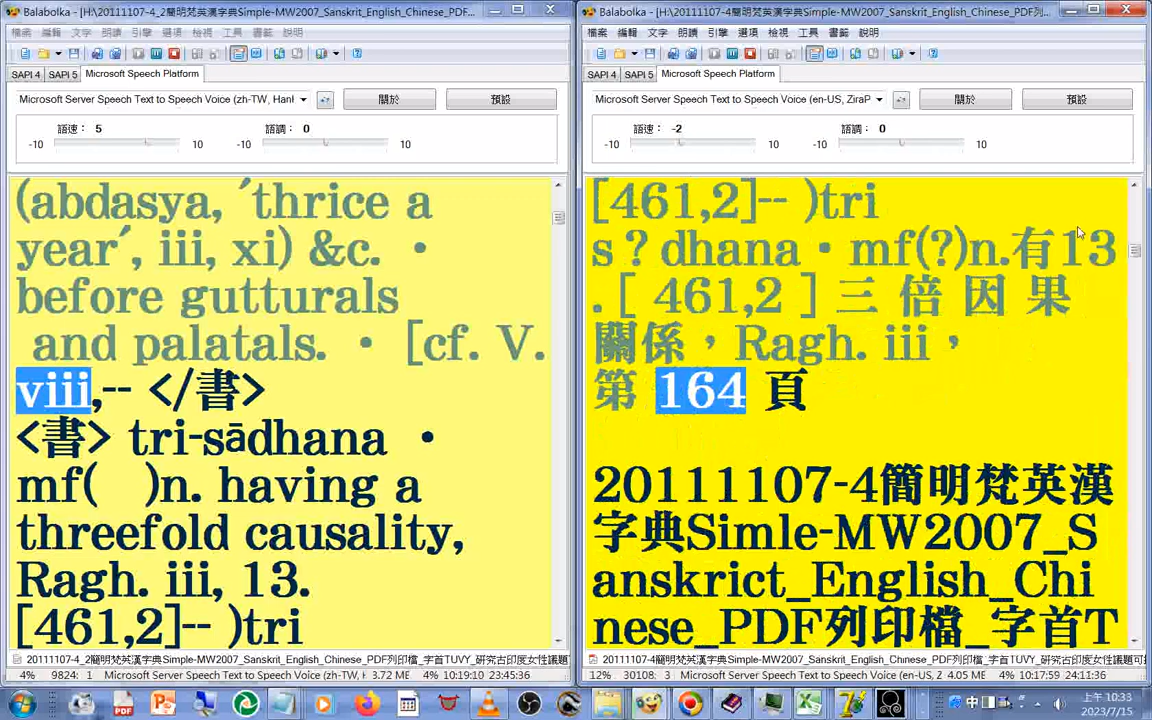 Balabolka - [H:\20111107-4_2簡明梵英漢字典Simple-MW2007_Sanskrit_English_Chinese_PDF...
檔案 編輯 文字 朗讀 引擎 選項 檢視 工具 書籤 說明
SAPI 4 SAPI 5 Microsoft Speech Platform
Microsoft Server Speech Text to Speech Voice (zh-TW, Hanl
關於 預設
語速： 5 語調： 0
-10 10 -10 10
(abdasya, ′thrice a
year′, iii, xi) &c. •
before gutturals
and palatals. • [cf. V.
viii,-- </書>
<書> tri-sādhana •
mf( )n. having a
threefold causality,
Ragh. iii, 13.
[461,2]-- )tri
20111107-4_2簡明梵英漢字典Simple-MW2007_Sanskrit_English_Chinese_PDF列印檔_字首TUVY_研究古印度女性議題
4% 9824: 1 Microsoft Server Speech Text to Speech Voice (zh-TW, H 3.72 MB 4% 10:19:10 23:45:36
Balabolka - [H:\20111107-4簡明梵英漢字典Simple-MW2007_Sanskrit_English_Chinese_PDF列...
檔案 編輯 文字 朗讀 引擎 選項 檢視 工具 書籤 說明
SAPI 4 SAPI 5 Microsoft Speech Platform
Microsoft Server Speech Text to Speech Voice (en-US, ZiraP
關於 預設
語速： -2 語調： 0
-10 10 -10 10
[461,2]-- )tri
s？dhana•mf(?)n.有13
.[ 461,2 ] 三 倍 因 果
關係，Ragh. iii，
第 164 頁
20111107-4簡明梵英漢
字典Simle-MW2007_S
anskrict_English_Chi
nese_PDF列印檔_字首T
20111107-4簡明梵英漢字典Simple-MW2007_Sanskrit_English_Chinese_PDF列印檔_字首TUVY_研究古印度女性議題可
12% 30108: 3 Microsoft Server Speech Text to Speech Voice (en-US, Z 4.05 MB 4% 10:17:59 24:11:36
中
上午 10:33
2023/7/15